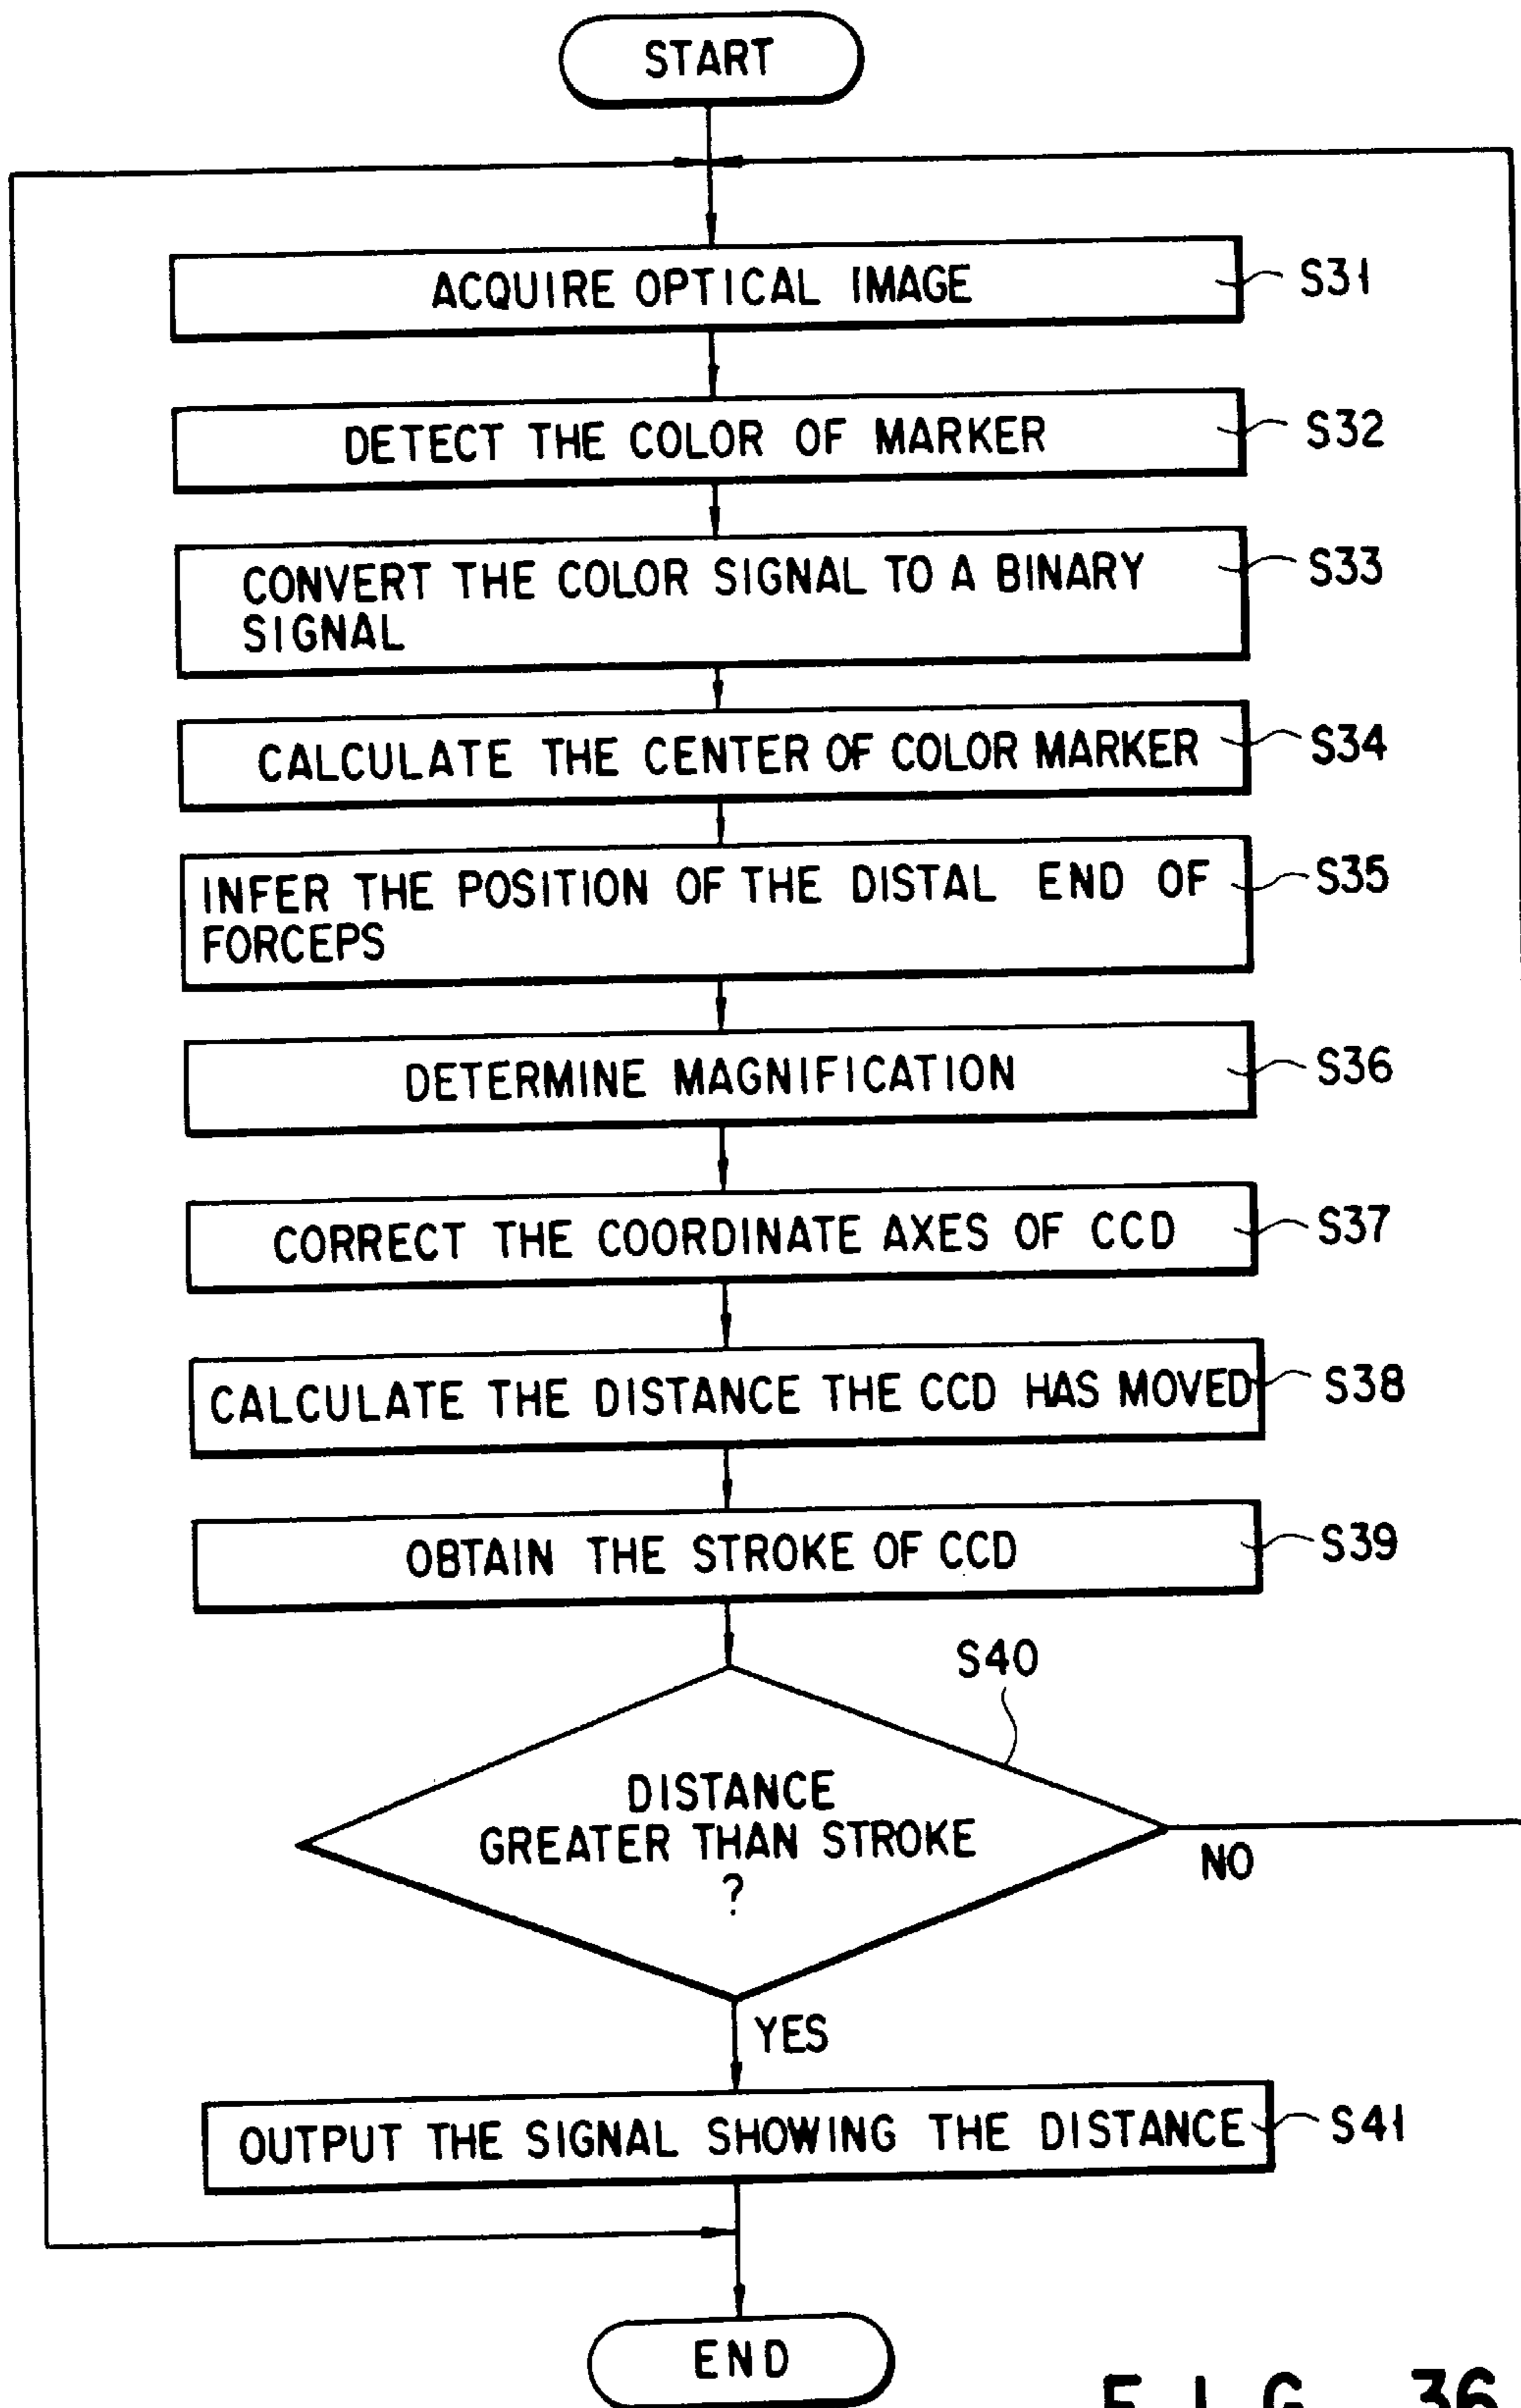 START
ACQUIRE OPTICAL IMAGE
S31
DETECT THE COLOR OF MARKER
S32
CONVERT THE COLOR SIGNAL TO A BINARY
SIGNAL
S33
CALCULATE THE CENTER OF COLOR MARKER
S34
INFER THE POSITION OF THE DISTAL END OF
FORCEPS
S35
DETERMINE MAGNIFICATION
S36
CORRECT THE COORDINATE AXES OF CCD
S37
CALCULATE THE DISTANCE THE CCD HAS MOVED
S38
OBTAIN THE STROKE OF CCD
S39
S40
DISTANCE
GREATER THAN STROKE
?
NO
YES
OUTPUT THE SIGNAL SHOWING THE DISTANCE
S41
END
FIG. 36